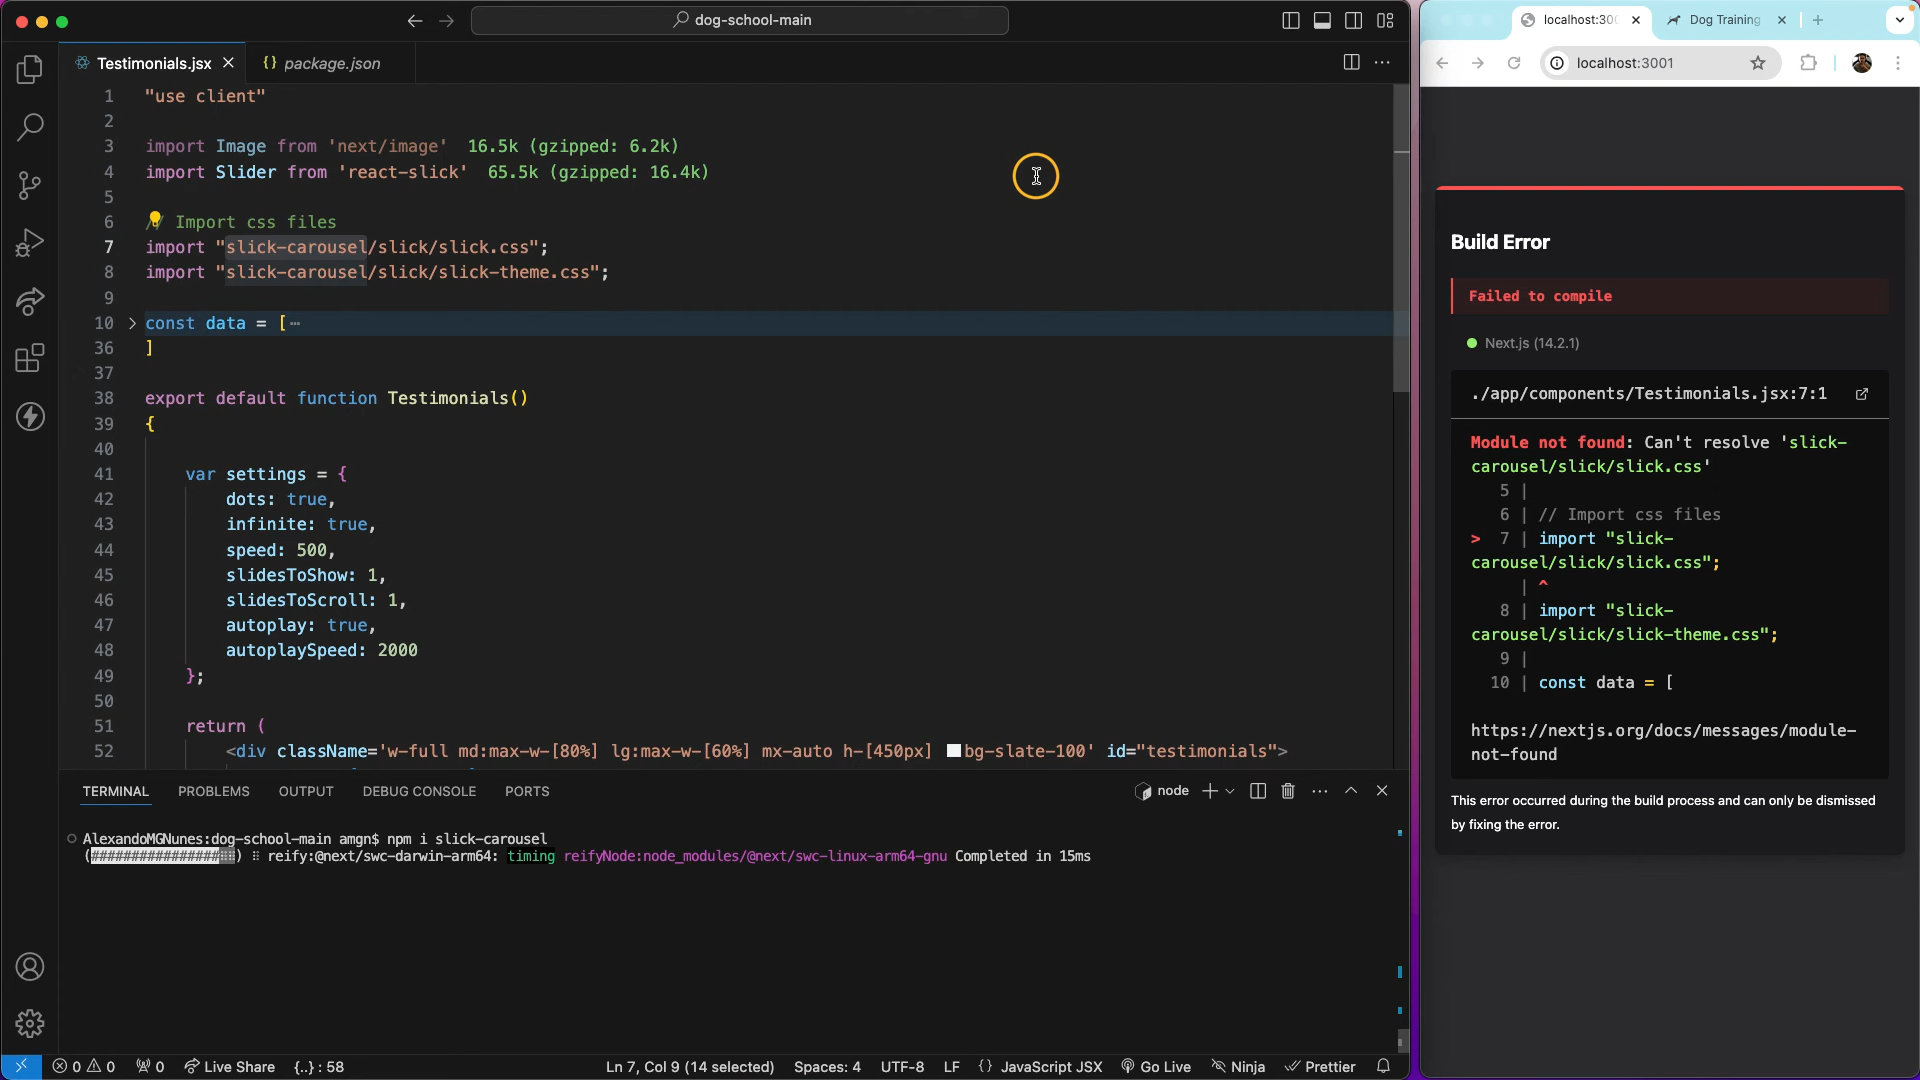 dog-school-main
Testimonials.jsx
{} package.json
1 "use client"
2
3 import Image from 'next/image' 16.5k (gzipped: 6.2k)
4 import Slider from 'react-slick' 65.5k (gzipped: 16.4k)
5
6 // Import css files
7 import "slick-carousel/slick/slick.css";
8 import "slick-carousel/slick/slick-theme.css";
9
10 const data = [
36 ]
37
38 export default function Testimonials()
39 {
40
41 var settings = {
42 dots: true,
43 infinite: true,
44 speed: 500,
45 slidesToShow: 1,
46 slidesToScroll: 1,
47 autoplay: true,
48 autoplaySpeed: 2000
49 };
50
51 return (
52 <div className='w-full md:max-w-[80%] lg:max-w-[60%] mx-auto h-[450px] bg-slate-100' id="testimonials">
TERMINAL PROBLEMS OUTPUT DEBUG CONSOLE PORTS
node
AlexandoMGNunes:dog-school-main amgn$ npm i slick-carousel
reify:@next/swc-darwin-arm64: timing reifyNode:node_modules/@next/swc-linux-arm64-gnu Completed in 15ms
0 0 0 Live Share {..} : 58 Ln 7, Col 9 (14 selected) Spaces: 4 UTF-8 LF {} JavaScript JSX Go Live Ninja Prettier
localhost:300
Dog Training
localhost:3001
Build Error
Failed to compile
Next.js (14.2.1)
./app/components/Testimonials.jsx:7:1
Module not found: Can't resolve 'slick-
carousel/slick/slick.css'
5 |
6 | // Import css files
> 7 | import "slick-
carousel/slick/slick.css";
| ^
8 | import "slick-
carousel/slick/slick-theme.css";
9 |
10 | const data = [
https://nextjs.org/docs/messages/module-
not-found
This error occurred during the build process and can only be dismissed
by fixing the error.